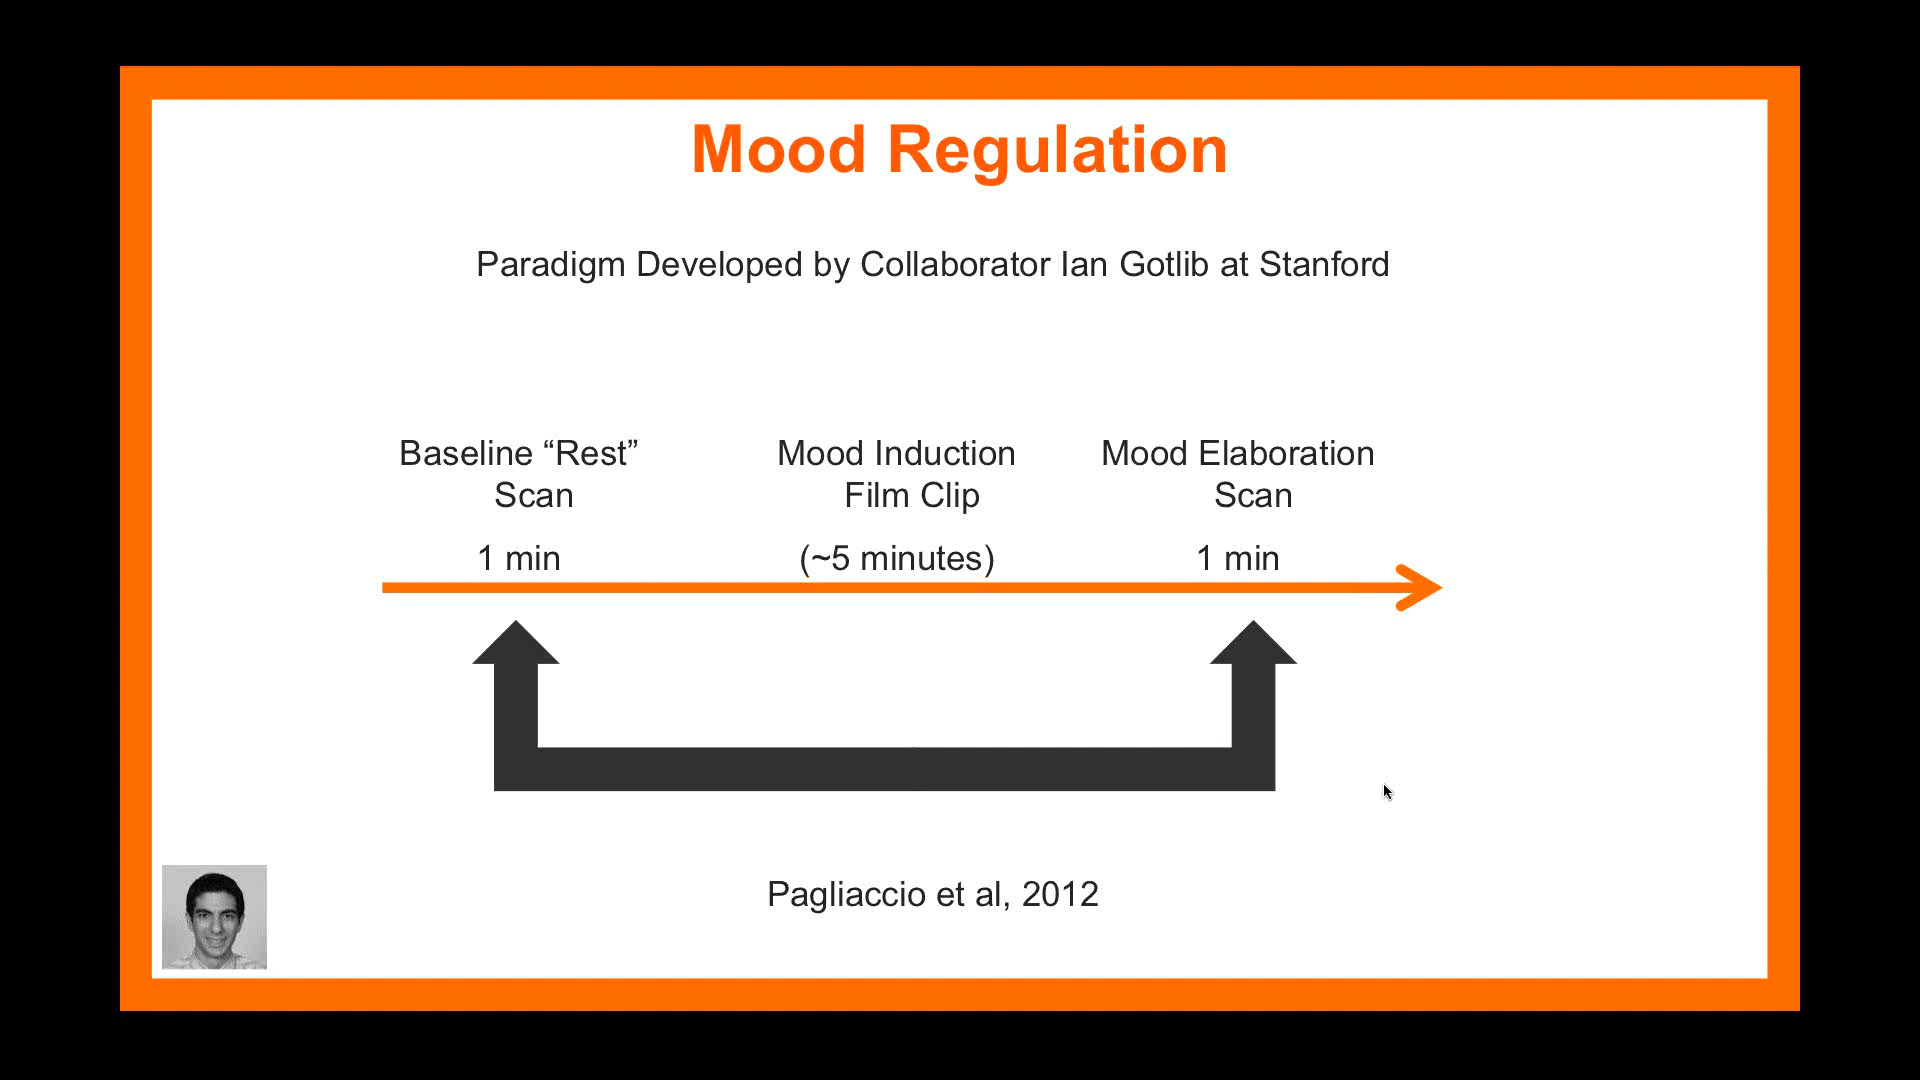 Mood Regulation
Paradigm Developed by Collaborator Ian Gotlib at Stanford
Baseline “Rest”
Scan
1 min
Mood Induction
Film Clip
(~5 minutes)
Mood Elaboration
Scan
1 min
Pagliaccio et al, 2012